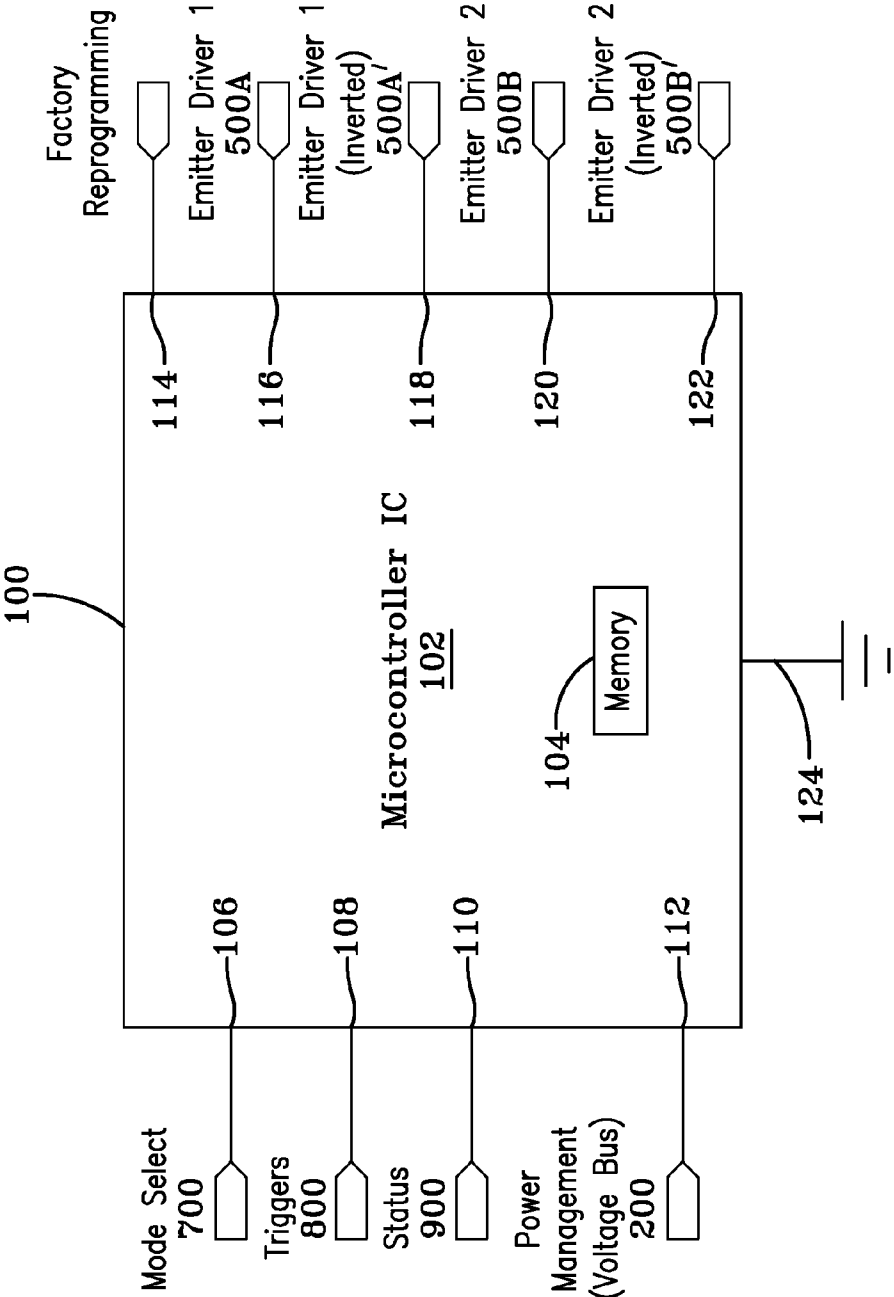 100
Mode Select
700
106
Triggers
800
108
Status
900
110
Power
Management
(Voltage Bus)
200
112
Microcontroller IC
102
104
Memory
124
Factory
Reprogramming
114
Emitter Driver 1
500A
116
Emitter Driver 1
(Inverted)
500A'
118
Emitter Driver 2
500B
120
Emitter Driver 2
(Inverted)
500B'
122